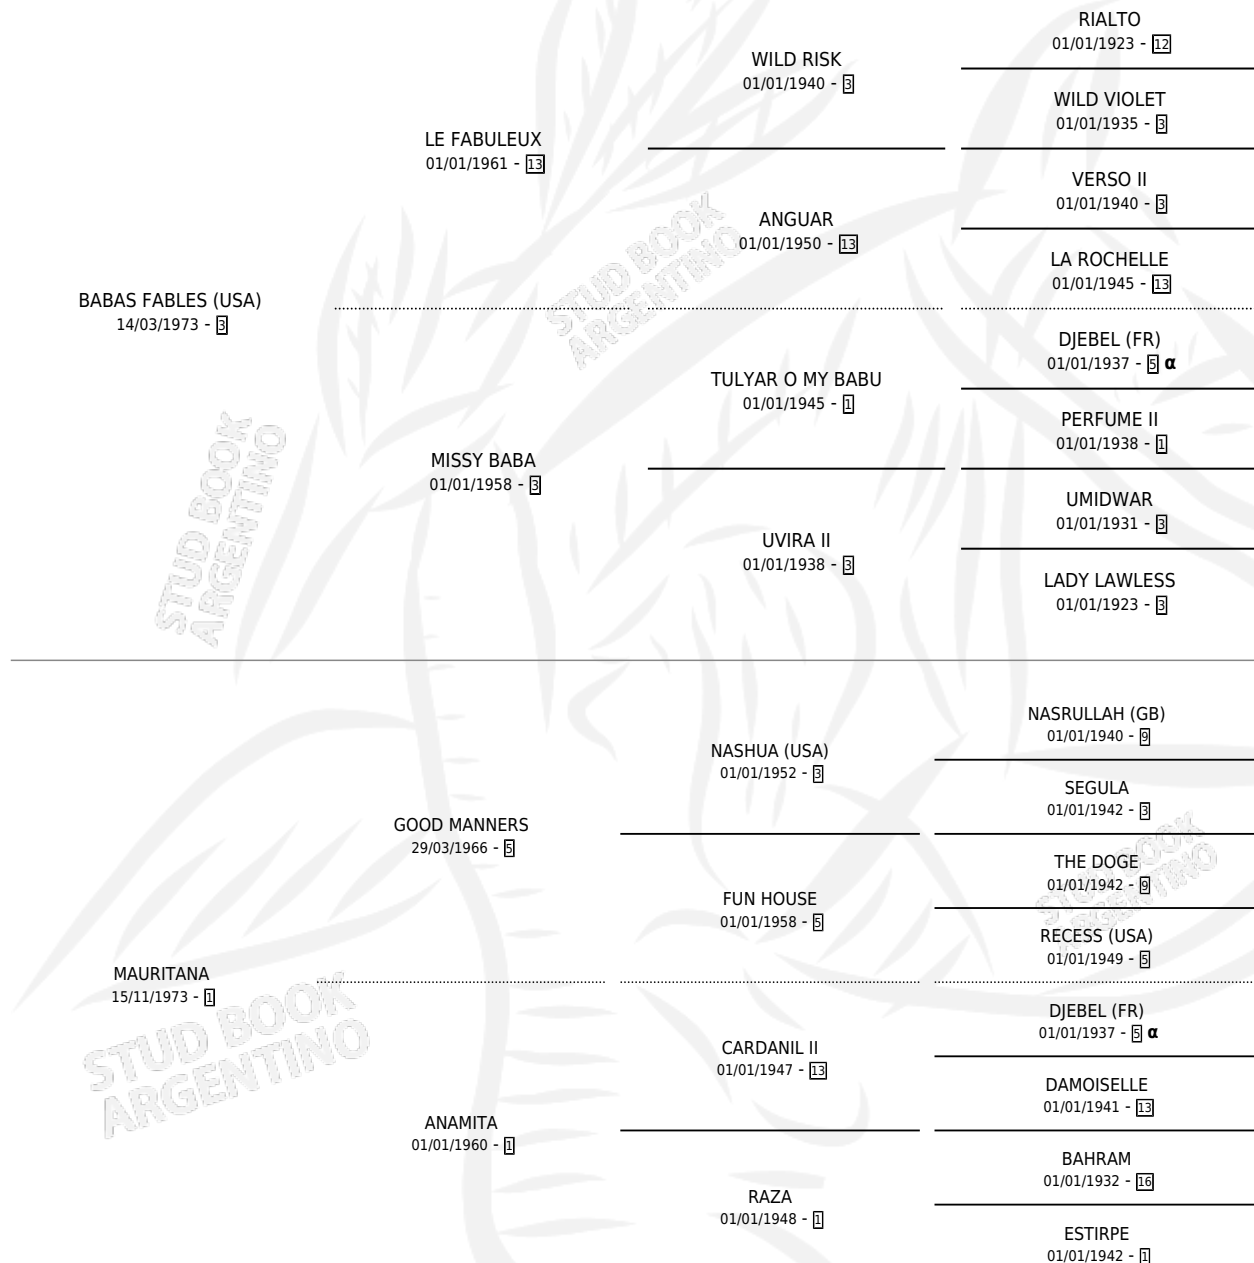 RIALTO
01/01/1923 - 12
WILD RISK
01/01/1940 - 3
WILD VIOLET
01/01/1935 - 3
LE FABULEUX
01/01/1961 - 13
VERSO II
01/01/1940 - 3
ANGUAR
01/01/1950 - 13
LA ROCHELLE
01/01/1945 - 13
BABAS FABLES (USA)
14/03/1973 - 3
DJEBEL (FR)
01/01/1937 - 5 α
TULYAR O MY BABU
01/01/1945 - 1
PERFUME II
01/01/1938 - 1
MISSY BABA
01/01/1958 - 3
UMIDWAR
01/01/1931 - 3
UVIRA II
01/01/1938 - 3
LADY LAWLESS
01/01/1923 - 3
NASRULLAH (GB)
01/01/1940 - 9
NASHUA (USA)
01/01/1952 - 3
SEGULA
01/01/1942 - 3
GOOD MANNERS
29/03/1966 - 5
THE DOGE
01/01/1942 - 9
FUN HOUSE
01/01/1958 - 5
RECESS (USA)
01/01/1949 - 5
MAURITANA
15/11/1973 - 1
DJEBEL (FR)
01/01/1937 - 5 α
CARDANIL II
01/01/1947 - 13
DAMOISELLE
01/01/1941 - 13
ANAMITA
01/01/1960 - 1
BAHRAM
01/01/1932 - 16
RAZA
01/01/1948 - 1
ESTIRPE
01/01/1942 - 1
STUD BOOK
ARGENTINO
STUD BOOK
ARGENTINO
STUD BOOK
ARGENTINO
STUD BOOK
ARGENTINO